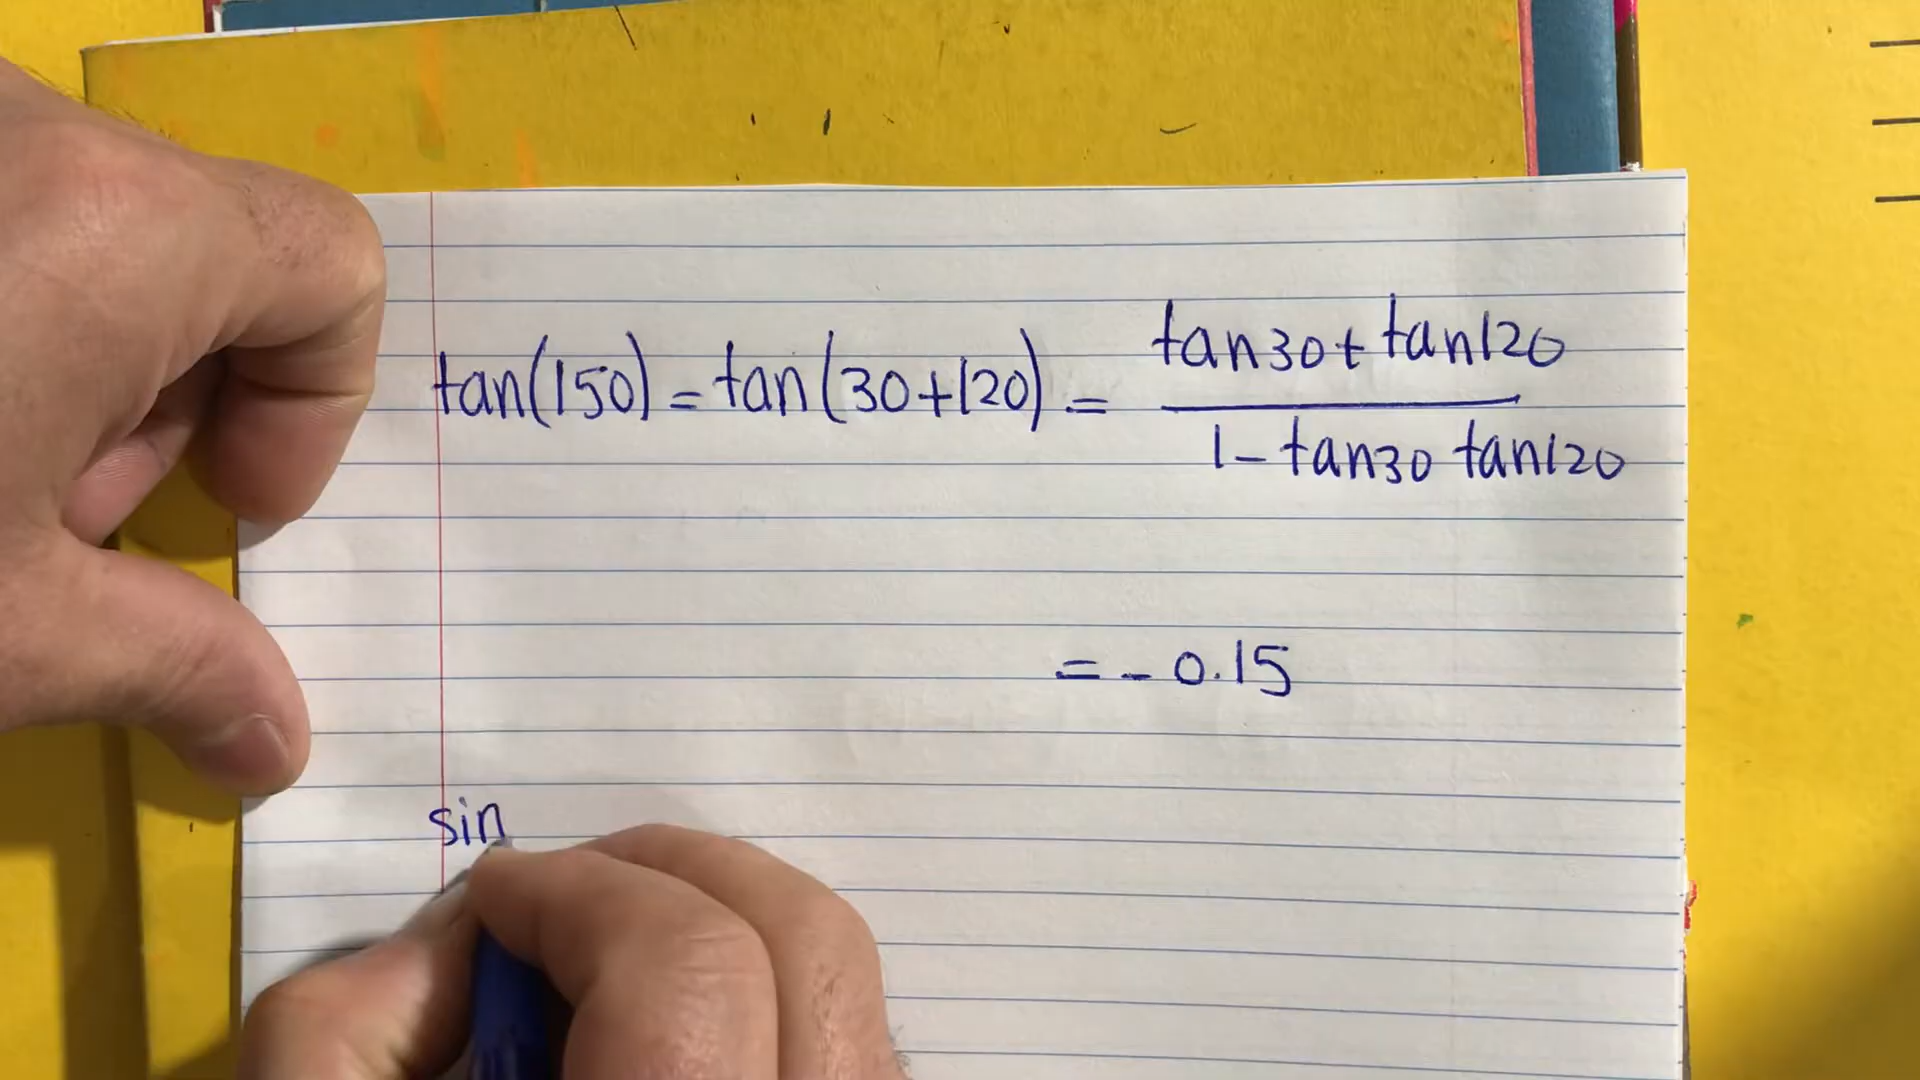 tan(150) = tan(30+120) = tan30 + tan120
1 - tan30 tan120
= - 0.15
sin